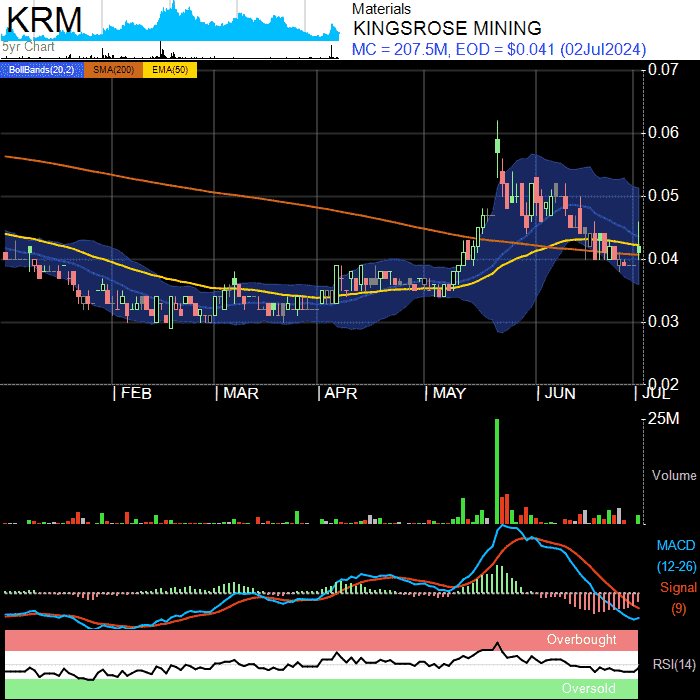 KRM
5yr Chart
Materials
KINGSROSE MINING
MC = 207.5M, EOD = $0.041 (02Jul2024)
BollBands(20,2) SMA(200) EMA(50)
0.07
0.06
0.05
0.04
0.03
0.02
FEB MAR APR MAY JUN JUL
25M
Volume
MACD
(12-26)
Signal
(9)
Overbought
RSI(14)
Oversold